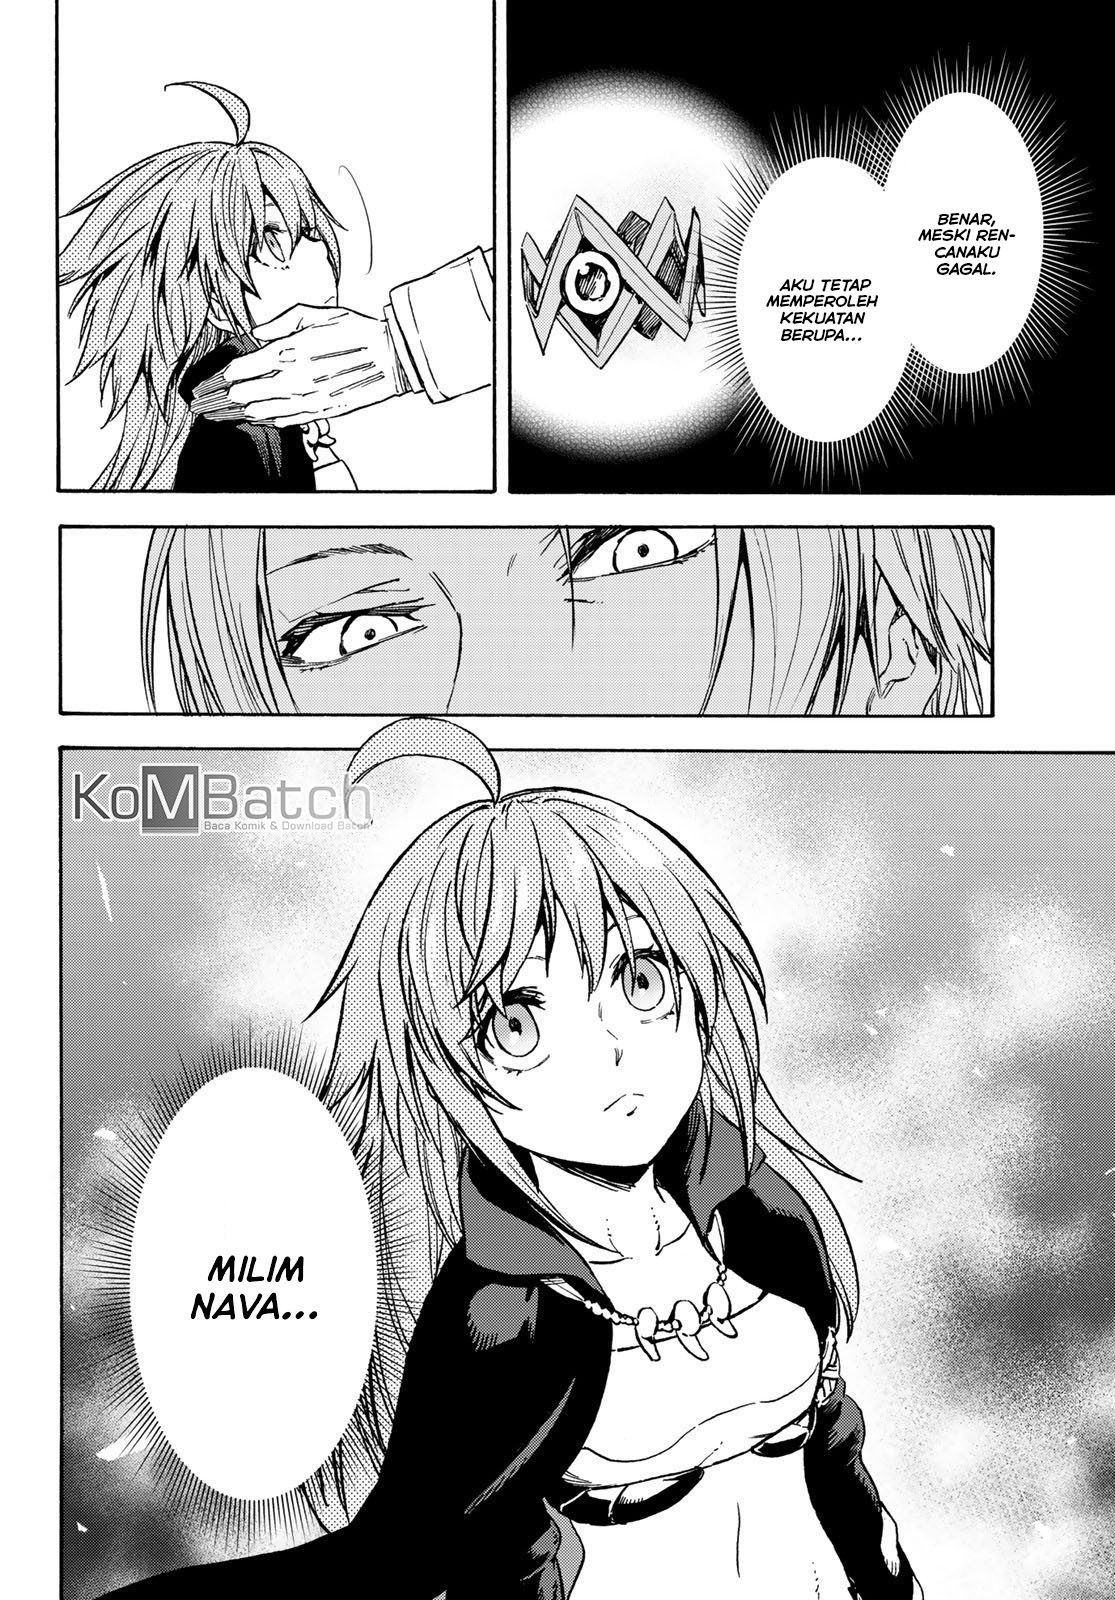 BENAR,
MESKI REN-
CANAKU
GAGAL.
AKU TETAP
MEMPEROLEH
KEKUATAN
BERUPA...
KoMBatch
Baca Komik & Download Batch
MILIM
NAVA...